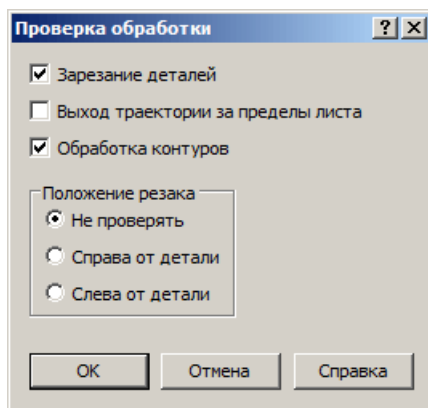 Проверка обработки
Зарезание деталей
Выход траектории за пределы листа
Обработка контуров
Положение резака
Не проверять
Справа от детали
Слева от детали
ОК
Отмена
Справка